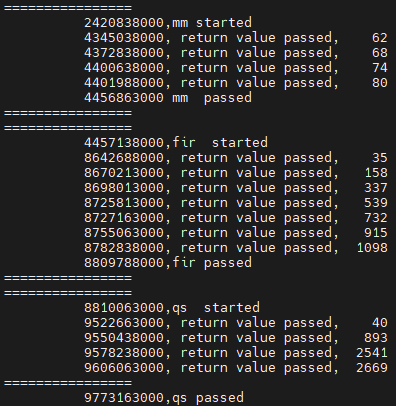 ================
2420838000,mm started
4345038000, return value passed,    62
4372838000, return value passed,    68
4400638000, return value passed,    74
4401988000, return value passed,    80
4456863000 mm  passed
================
================
4457138000,fir  started
8642688000, return value passed,    35
8670213000, return value passed,   158
8698013000, return value passed,   337
8725813000, return value passed,   539
8727163000, return value passed,   732
8755063000, return value passed,   915
8782838000, return value passed,  1098
8809788000,fir passed
================
================
8810063000,qs  started
9522663000, return value passed,    40
9550438000, return value passed,   893
9578238000, return value passed,  2541
9606063000, return value passed,  2669
================
9773163000,qs passed